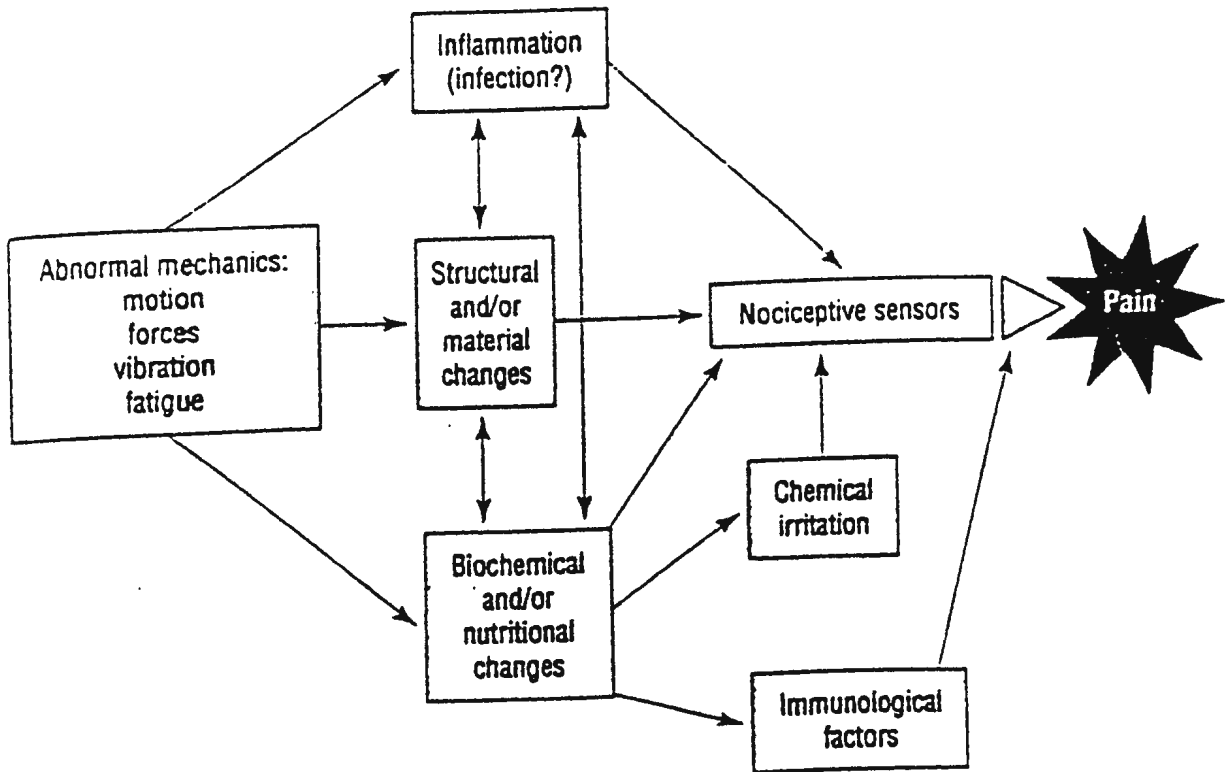 Inflammation
(infection?)
Abnormal mechanics:
motion
forces
vibration
fatigue
Structural
and/or
material
changes
Nociceptive sensors
Pain
Chemical
irritation
Biochemical
and/or
nutritional
changes
Immunological
factors